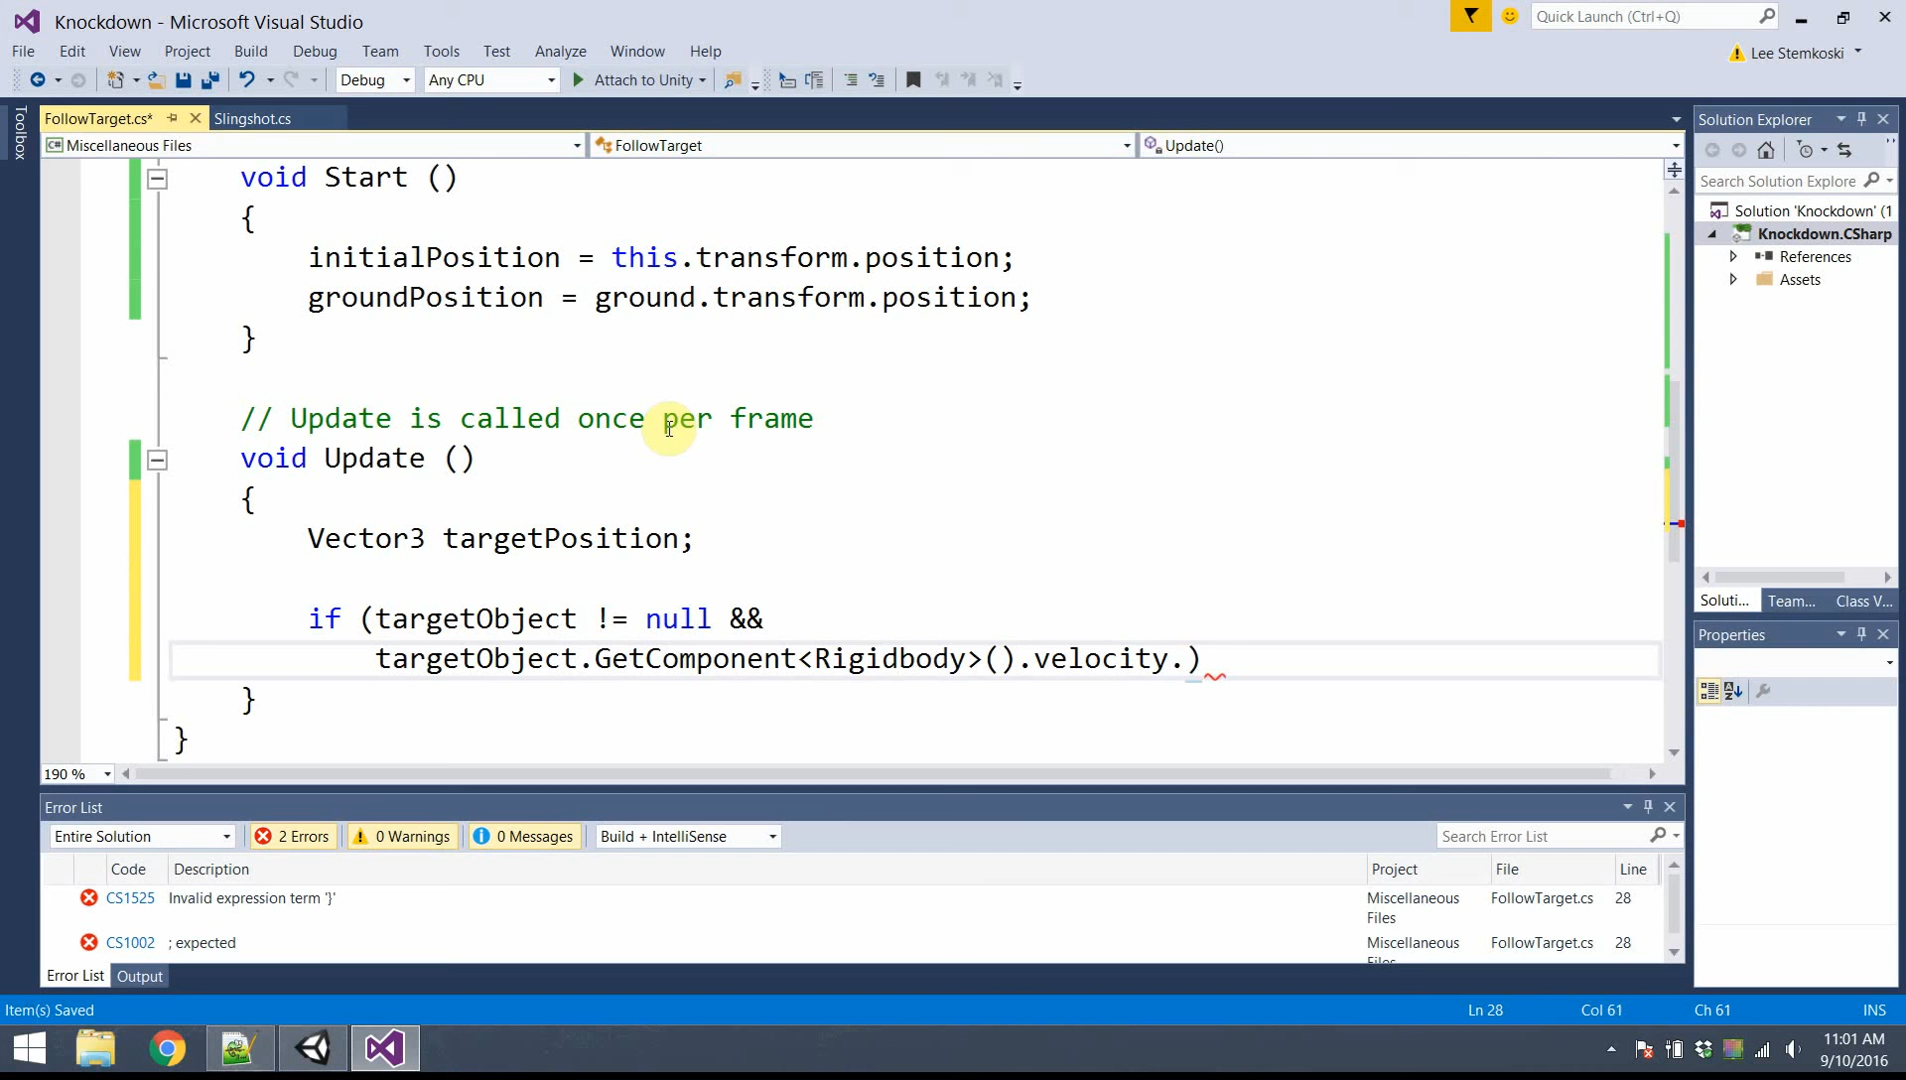 Knockdown - Microsoft Visual Studio
Quick Launch (Ctrl+Q)
File Edit View Project Build Debug Team Tools Test Analyze Window Help
Lee Stemkoski
Debug Any CPU Attach to Unity
Toolbox
FollowTarget.cs* Slingshot.cs
Miscellaneous Files FollowTarget Update()
void Start ()
{
initialPosition = this.transform.position;
groundPosition = ground.transform.position;
}
// Update is called once per frame
void Update ()
{
Vector3 targetPosition;
if (targetObject != null &&
targetObject.GetComponent<Rigidbody>().velocity.)
}
}
190 %
Solution Explorer
Search Solution Explore
Solution 'Knockdown' (1
Knockdown.CSharp
References
Assets
Soluti... Team... Class V...
Properties
Error List
Entire Solution 2 Errors 0 Warnings 0 Messages Build + IntelliSense Search Error List
Code Description Project File Line
CS1525 Invalid expression term '}' Miscellaneous Files FollowTarget.cs 28
CS1002 ; expected Miscellaneous Files FollowTarget.cs 28
Error List Output
Item(s) Saved Ln 28 Col 61 Ch 61 INS
11:01 AM
9/10/2016